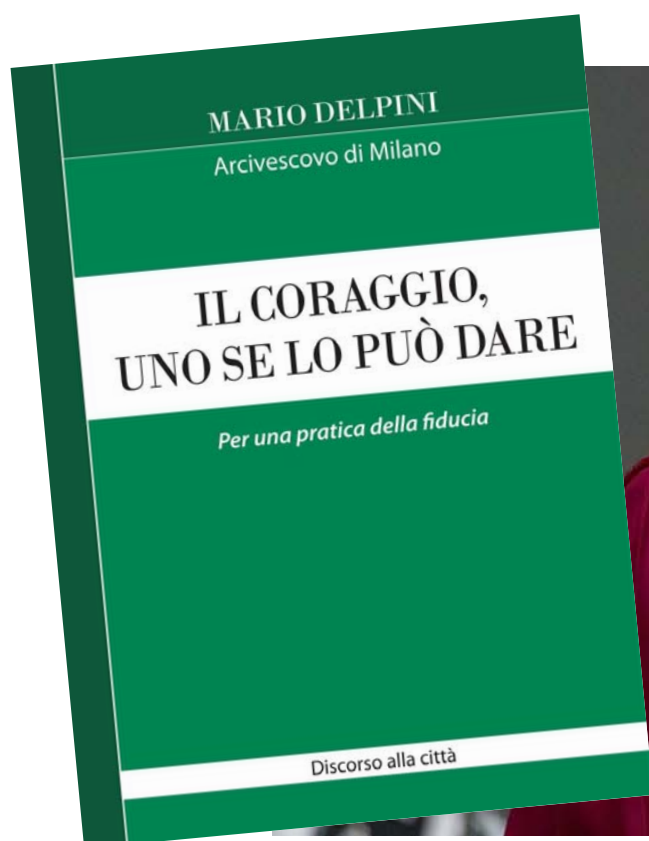 MARIO DELPINI
Arcivescovo di Milano
IL CORAGGIO,
UNO SE LO PUÒ DARE
Per una pratica della fiducia
Discorso alla città